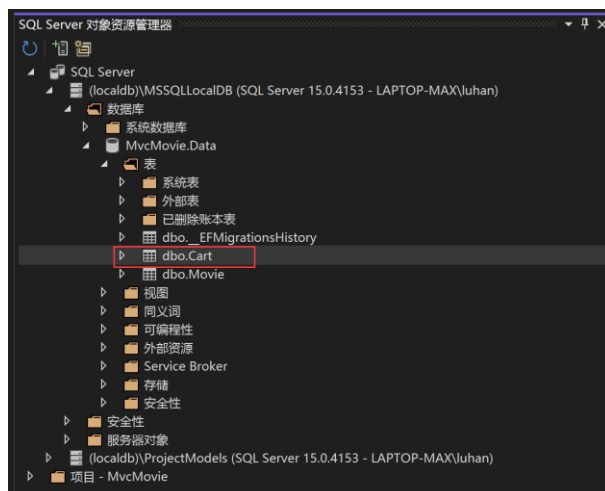 SQL Server 对象资源管理器
SQL Server
(localdb)\MSSQLLocalDB (SQL Server 15.0.4153 - LAPTOP-MAX\luhan)
数据库
系统数据库
MvcMovie.Data
表
系统表
外部表
已删除账本表
dbo.__EFMigrationsHistory
dbo.Cart
dbo.Movie
视图
同义词
可编程性
外部资源
Service Broker
存储
安全性
安全性
服务器对象
(localdb)\ProjectModels (SQL Server 15.0.4153 - LAPTOP-MAX\luhan)
项目 - MvcMovie